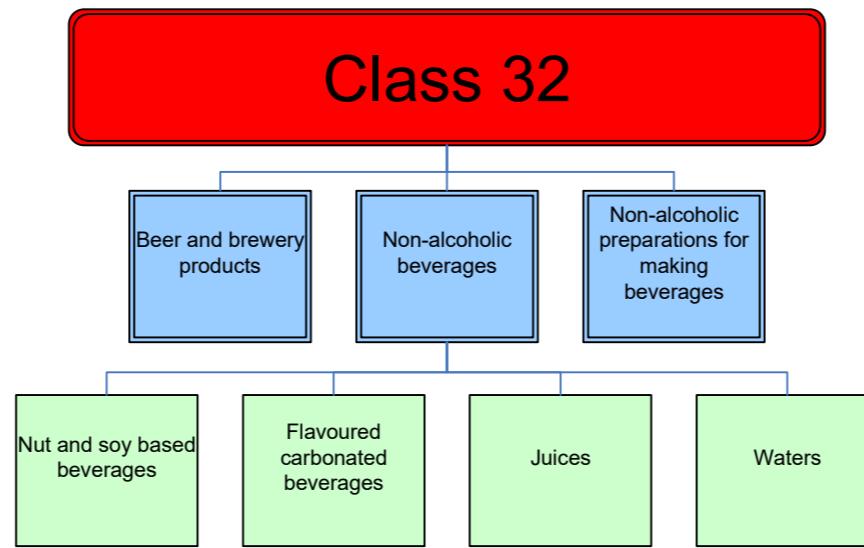 Class 32
Beer and brewery
products
Non-alcoholic
beverages
Non-alcoholic
preparations for
making
beverages
Nut and soy based
beverages
Flavoured
carbonated
beverages
Juices
Waters